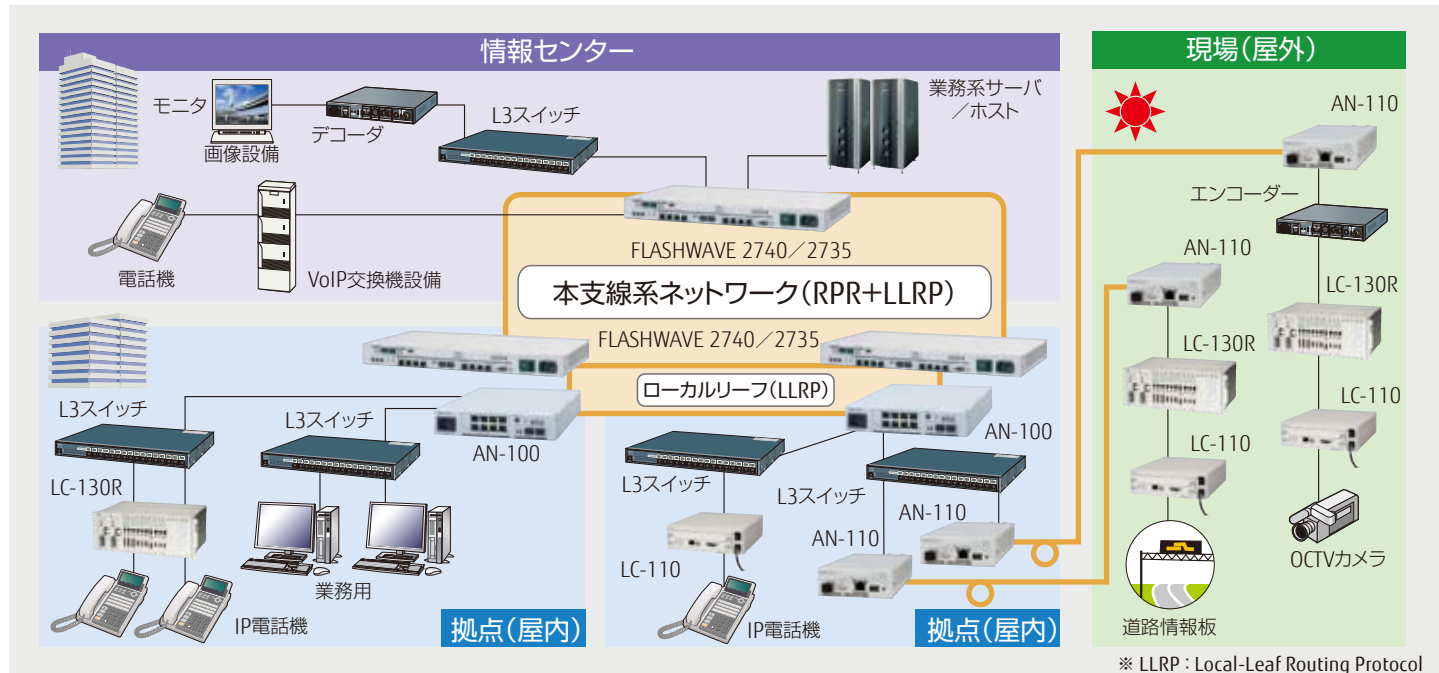 情報センター
モニタ
画像設備
デコーダ
L3スイッチ
業務系サーバ
／ホスト
電話機
VoIP交換機設備
FLASHWAVE 2740／2735
本支線系ネットワーク(RPR+LLRP)
FLASHWAVE 2740／2735
ローカルリーフ(LLRP)
L3スイッチ
L3スイッチ
AN-100
LC-130R
業務用
IP電話機
拠点(屋内)
AN-100
L3スイッチ
L3スイッチ
AN-110
AN-110
LC-110
IP電話機
拠点(屋内)
現場(屋外)
AN-110
エンコーダー
AN-110
LC-130R
LC-130R
LC-110
LC-110
OCTVカメラ
道路情報板
※ LLRP : Local-Leaf Routing Protocol